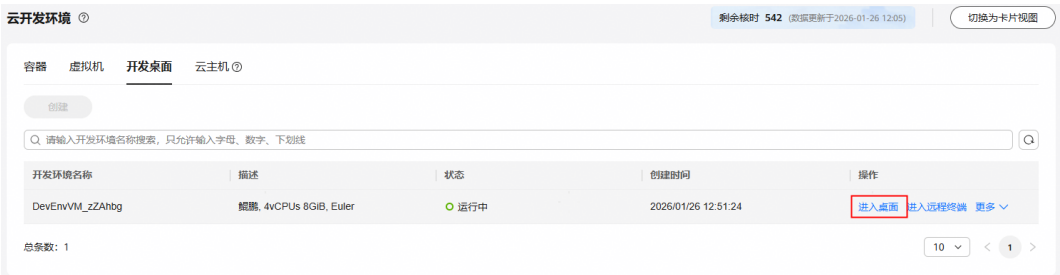 云开发环境
剩余核时 542 (数据更新于2026-01-26 12:05) 切换为卡片视图
容器 虚拟机 开发桌面 云主机
创建
请输入开发环境名称搜索，只允许输入字母、数字、下划线
开发环境名称 描述 状态 创建时间 操作
DevEnvVM_zZAhbg 鲲鹏, 4vCPUs 8GiB, Euler 运行中 2026/01/26 12:51:24 进入桌面 进入远程终端 更多
总条数：1 10 1